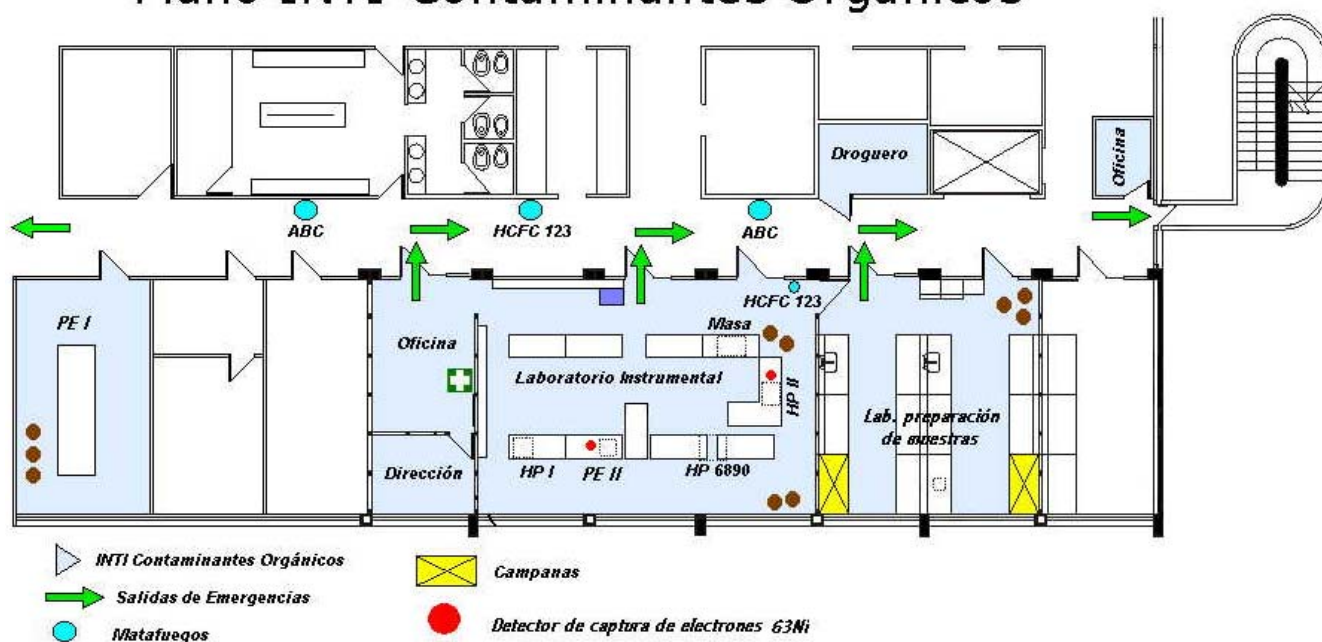 Plano INTI Contaminantes Orgánicos
Droguero
Oficina
ABC
HCFC 123
ABC
HCFC 123
PE I
Masa
Oficina
Laboratorio Instrumental
HP II
Lab. preparación
de muestras
Dirección
HP I
PE II
HP 6890
INTI Contaminantes Orgánicos
Campanas
Salidas de Emergencias
Matafuegos
Detector de captura de electrones 63Ni